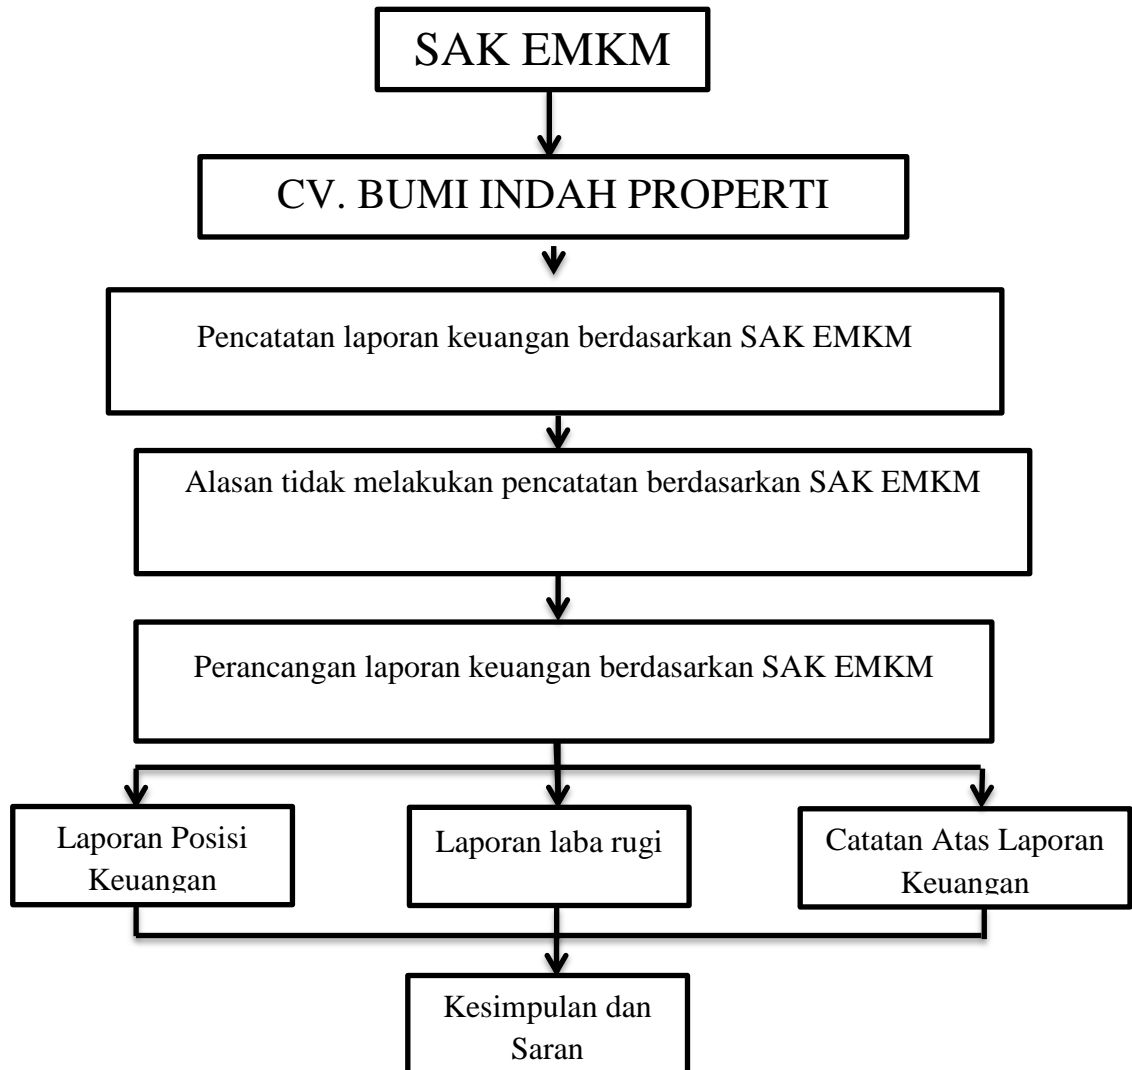 SAK EMKM
CV. BUMI INDAH PROPERTI
Pencatatan laporan keuangan berdasarkan SAK EMKM
Alasan tidak melakukan pencatatan berdasarkan SAK EMKM
Perancangan laporan keuangan berdasarkan SAK EMKM
Laporan Posisi
Keuangan
Laporan laba rugi
Catatan Atas Laporan
Keuangan
Kesimpulan dan
Saran